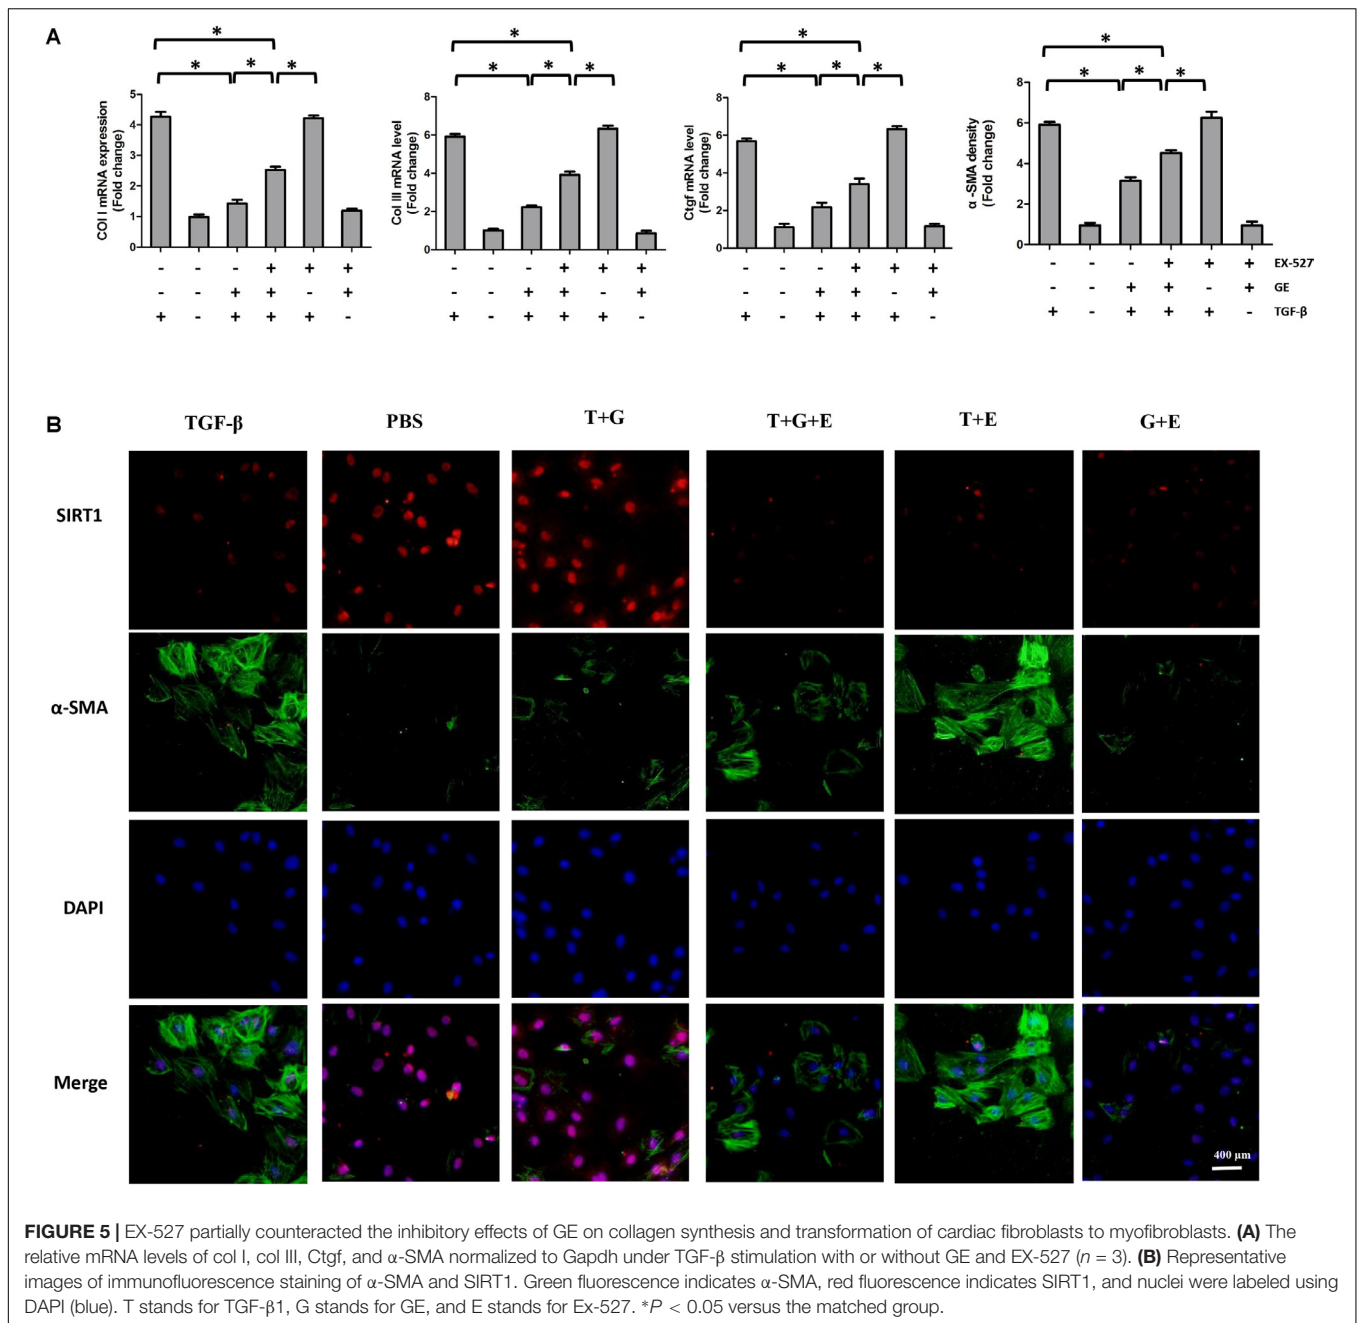 A
* * * *
* * * *
* * * *
* * * *
COl I mRNA expression
(Fold change)
5
4
3
2
1
0
Col III mRNA level
(Fold change)
8
6
4
2
0
Ctgf mRNA level
(Fold change)
8
6
4
2
0
α -SMA density
(Fold change)
8
6
4
2
0
- - - + + + - - - + + + - - - + + + - - - + + + EX-527
- - + + - + - - + + - + - - + + - + - - + + - + GE
+ - + + + - + - + + + - + - + + + - + - + + + - TGF-β
B
TGF-β PBS T+G T+G+E T+E G+E
SIRT1
α-SMA
DAPI
Merge
400 μm
FIGURE 5 | EX-527 partially counteracted the inhibitory effects of GE on collagen synthesis and transformation of cardiac fibroblasts to myofibroblasts. (A) The
relative mRNA levels of col I, col III, Ctgf, and α-SMA normalized to Gapdh under TGF-β stimulation with or without GE and EX-527 (n = 3). (B) Representative
images of immunofluorescence staining of α-SMA and SIRT1. Green fluorescence indicates α-SMA, red fluorescence indicates SIRT1, and nuclei were labeled using
DAPI (blue). T stands for TGF-β1, G stands for GE, and E stands for Ex-527. *P < 0.05 versus the matched group.